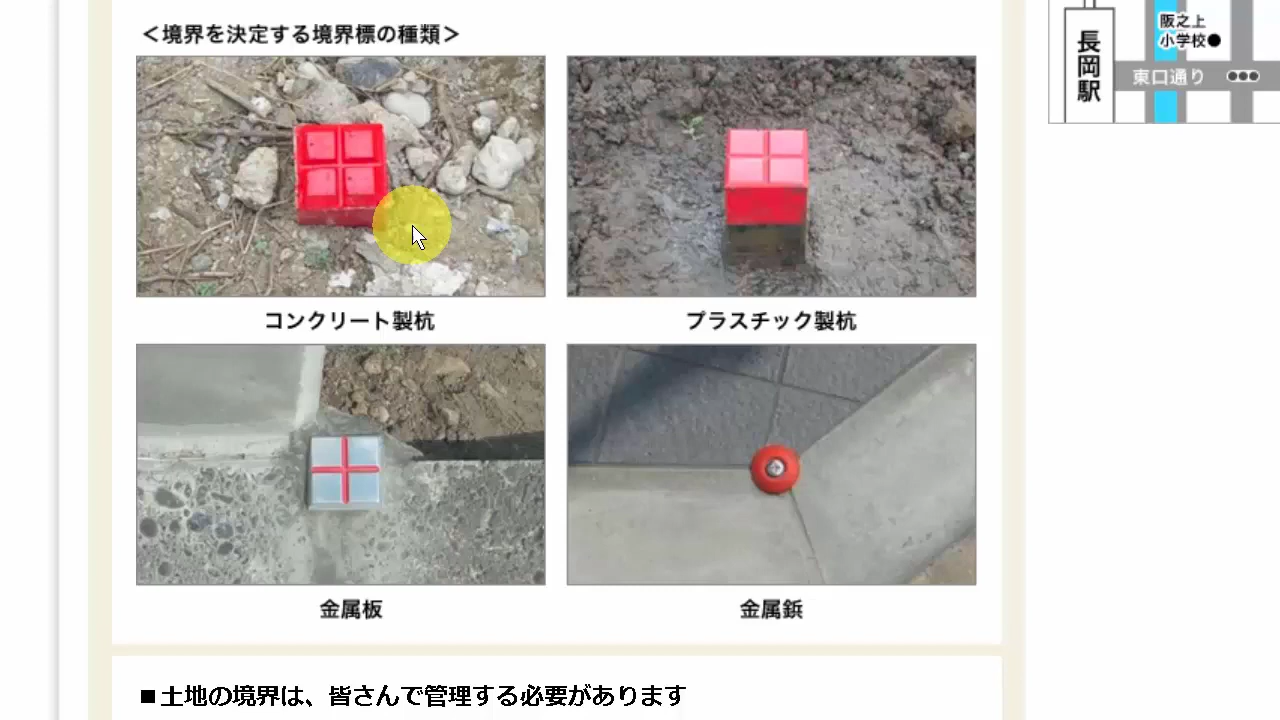 ＜境界を決定する境界標の種類＞
コンクリート製杭
プラスチック製杭
金属板
金属鋲
■土地の境界は、皆さんで管理する必要があります
阪之上
小学校●
長岡駅
東口通り